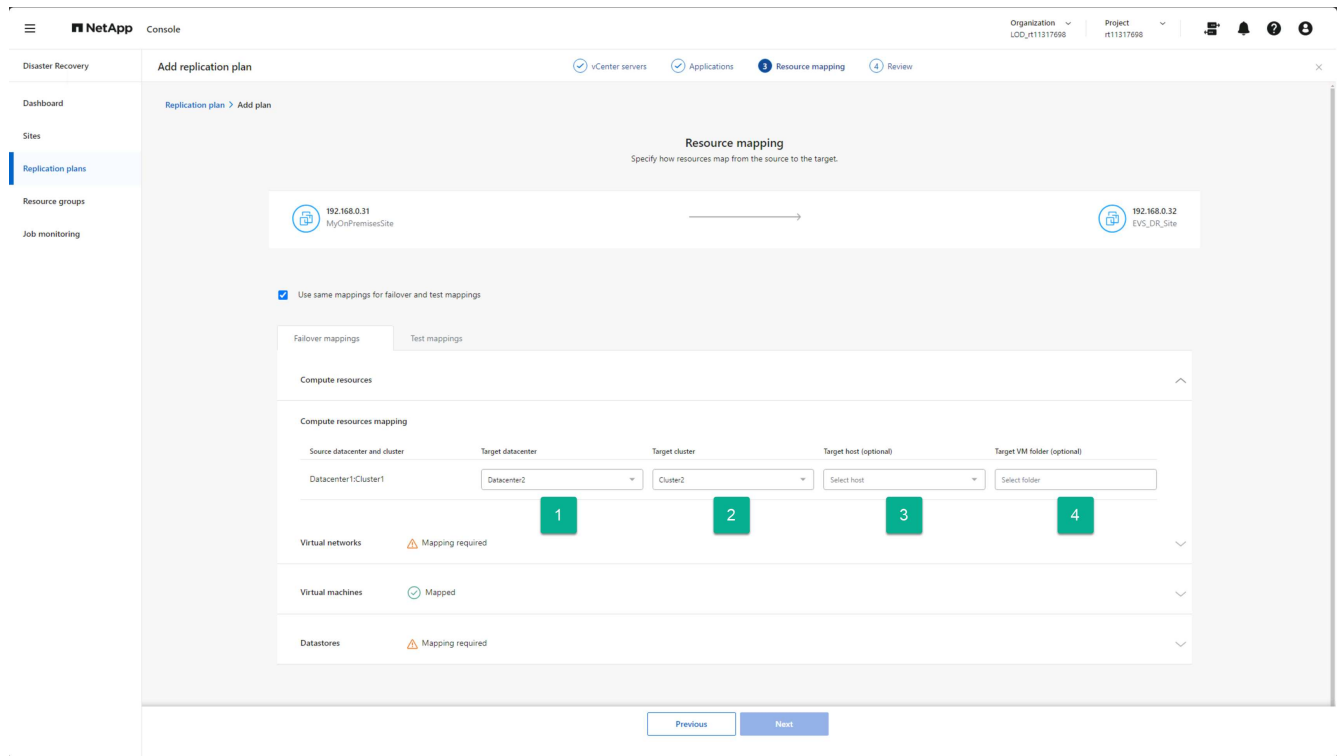 NetApp Console
Organization
LOD_rt11317698
Project
rt11317698
Disaster Recovery
Add replication plan
vCenter servers
Applications
3 Resource mapping
4 Review
Dashboard
Sites
Replication plans
Resource groups
Job monitoring
Replication plan > Add plan
Resource mapping
Specify how resources map from the source to the target.
192.168.0.31
MyOnPremisesSite
192.168.0.32
EVS_DR_Site
Use same mappings for failover and test mappings
Failover mappings Test mappings
Compute resources
Compute resources mapping
Source datacenter and cluster Target datacenter Target cluster Target host (optional) Target VM folder (optional)
Datacenter1:Cluster1 Datacenter2 Cluster2 Select host Select folder
1 2 3 4
Virtual networks Mapping required
Virtual machines Mapped
Datastores Mapping required
Previous Next